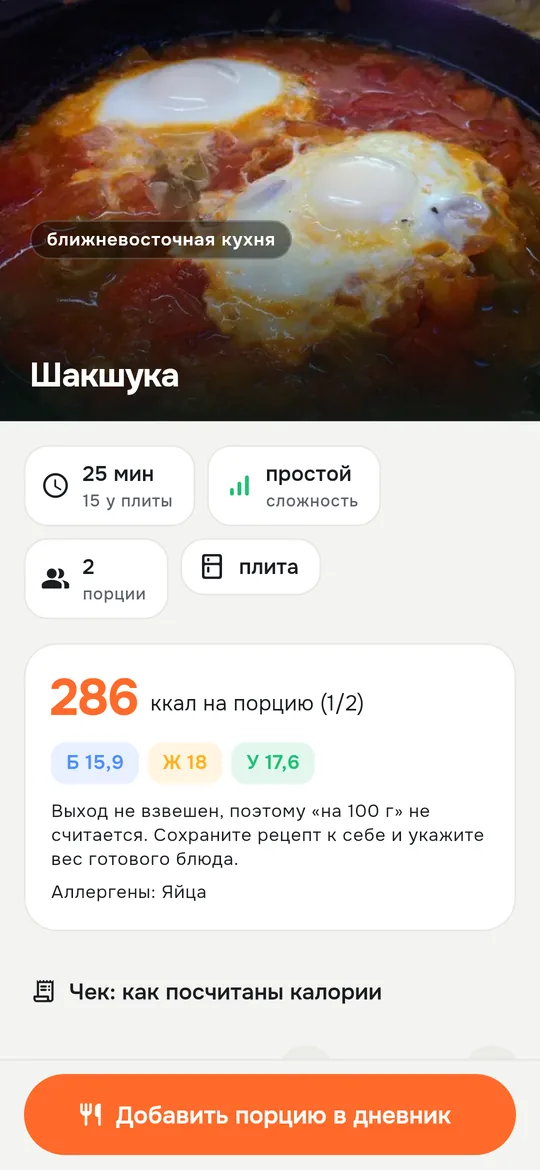 ближневосточная кухня
Шакшука
25 мин
15 у плиты
простой
сложность
2
порции
плита
286 ккал на порцию (1/2)
Б 15,9
Ж 18
У 17,6
Выход не взвешен, поэтому «на 100 г» не
считается. Сохраните рецепт к себе и укажите
вес готового блюда.
Аллергены: Яйца
Чек: как посчитаны калории
Добавить порцию в дневник